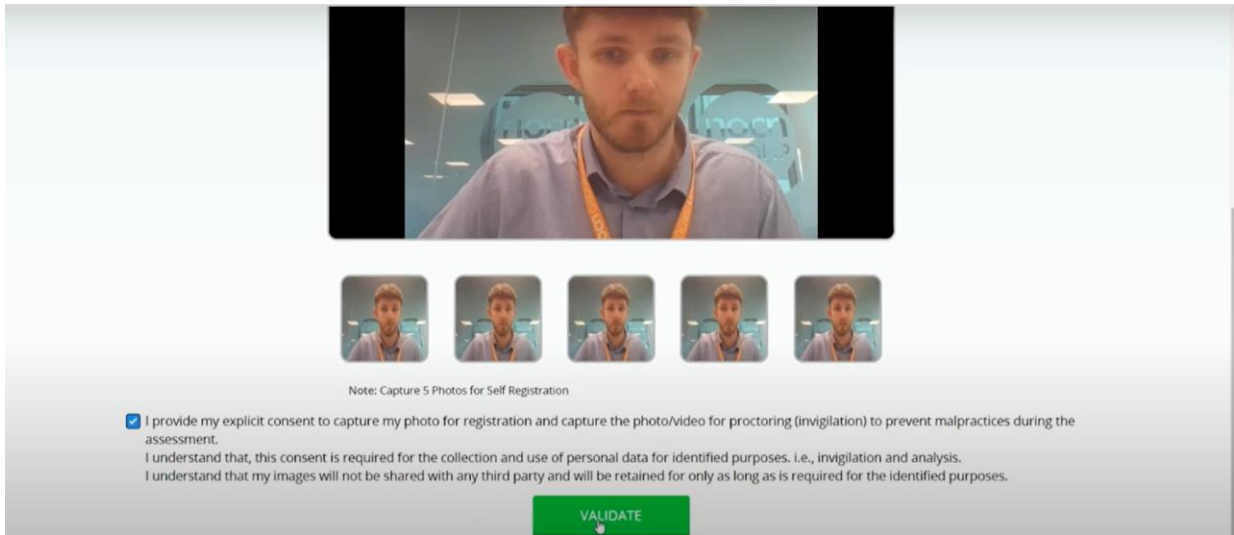 nocn
nocn
nocn
Note: Capture 5 Photos for Self Registration
I provide my explicit consent to capture my photo for registration and capture the photo/video for proctoring (invigilation) to prevent malpractices during the
assessment.
I understand that, this consent is required for the collection and use of personal data for identified purposes. i.e., invigilation and analysis.
I understand that my images will not be shared with any third party and will be retained for only as long as is required for the identified purposes.
VALIDATE